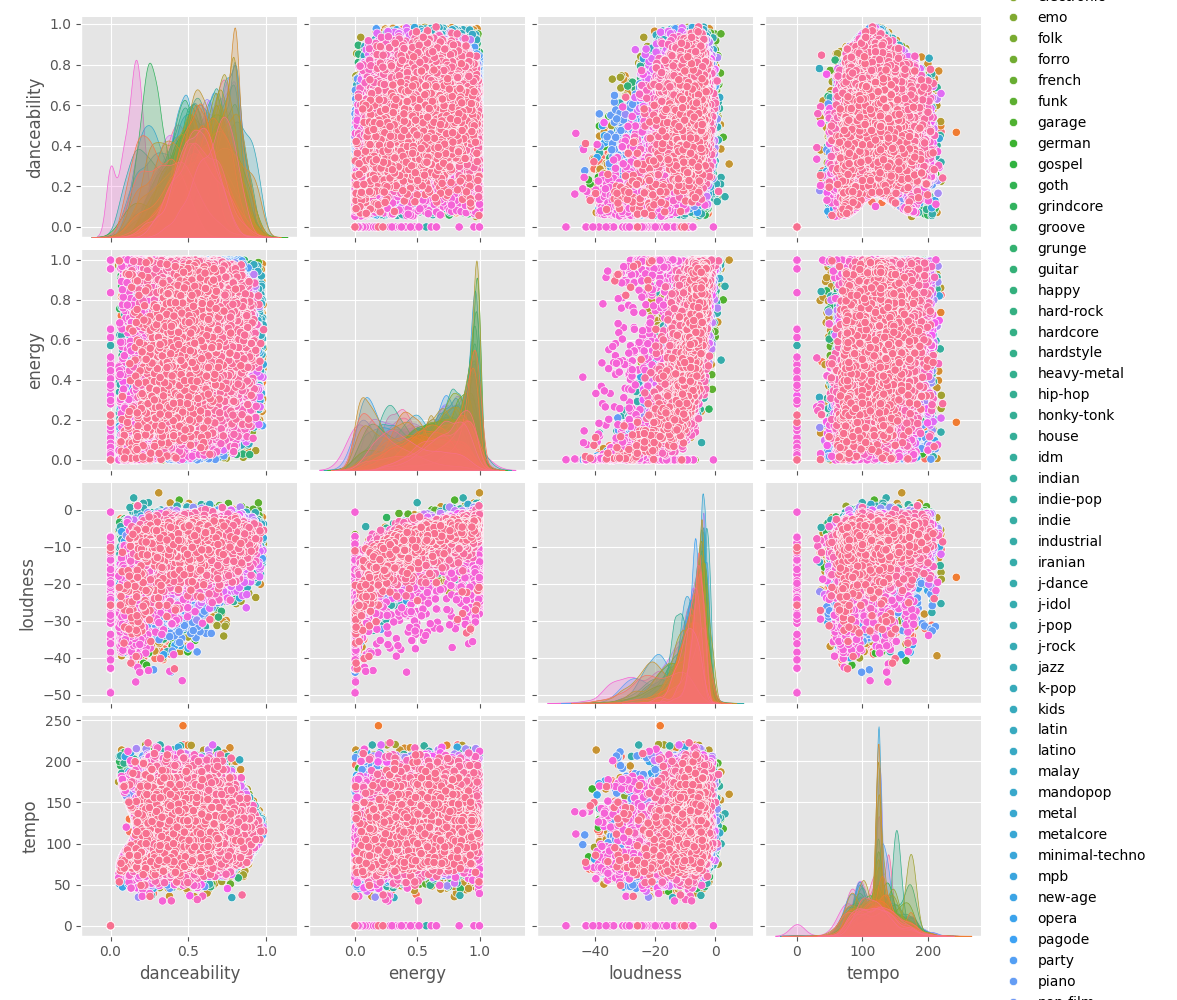 1.0
0.8
0.6
0.4
0.2
0.0
danceability
1.0
0.8
0.6
0.4
0.2
0.0
energy
0
−10
−20
−30
−40
−50
loudness
250
200
150
100
50
0
tempo
0.0 0.5 1.0
danceability
0.0 0.5 1.0
energy
−40 −20 0
loudness
0 100 200
tempo
emo
folk
forro
french
funk
garage
german
gospel
goth
grindcore
groove
grunge
guitar
happy
hard-rock
hardcore
hardstyle
heavy-metal
hip-hop
honky-tonk
house
idm
indian
indie-pop
indie
industrial
iranian
j-dance
j-idol
j-pop
j-rock
jazz
k-pop
kids
latin
latino
malay
mandopop
metal
metalcore
minimal-techno
mpb
new-age
opera
pagode
party
piano